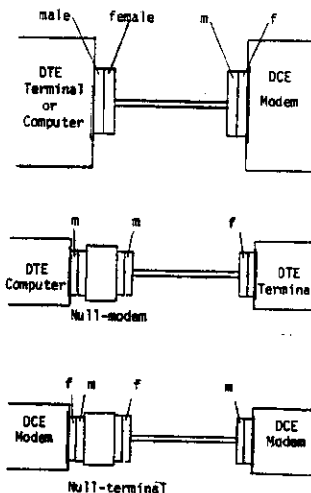 male female m f
DTE
Terminal
or
Computer
DCE
Modem
m m f
DTE
Computer
DTE
Terminal
Null-modem
f m f m
DCE
Modem
DCE
Modem
Null-terminal